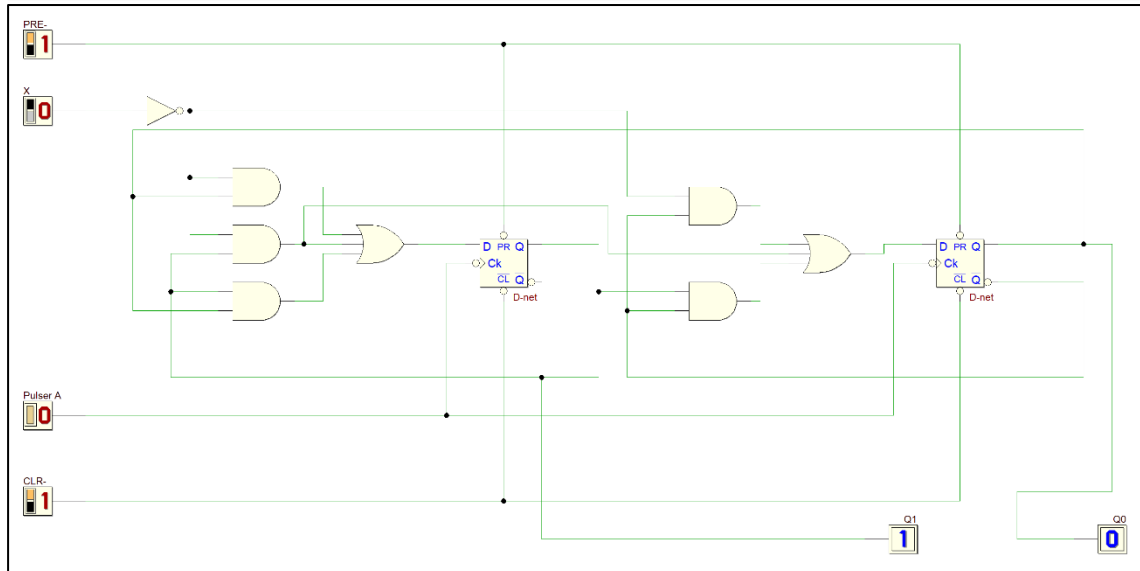 PRE-
1
X
0
D PR Q
Ck
CL Q
D-net
D PR Q
Ck
CL Q
D-net
Pulser A
0
CLR-
1
Q1
1
Q0
0